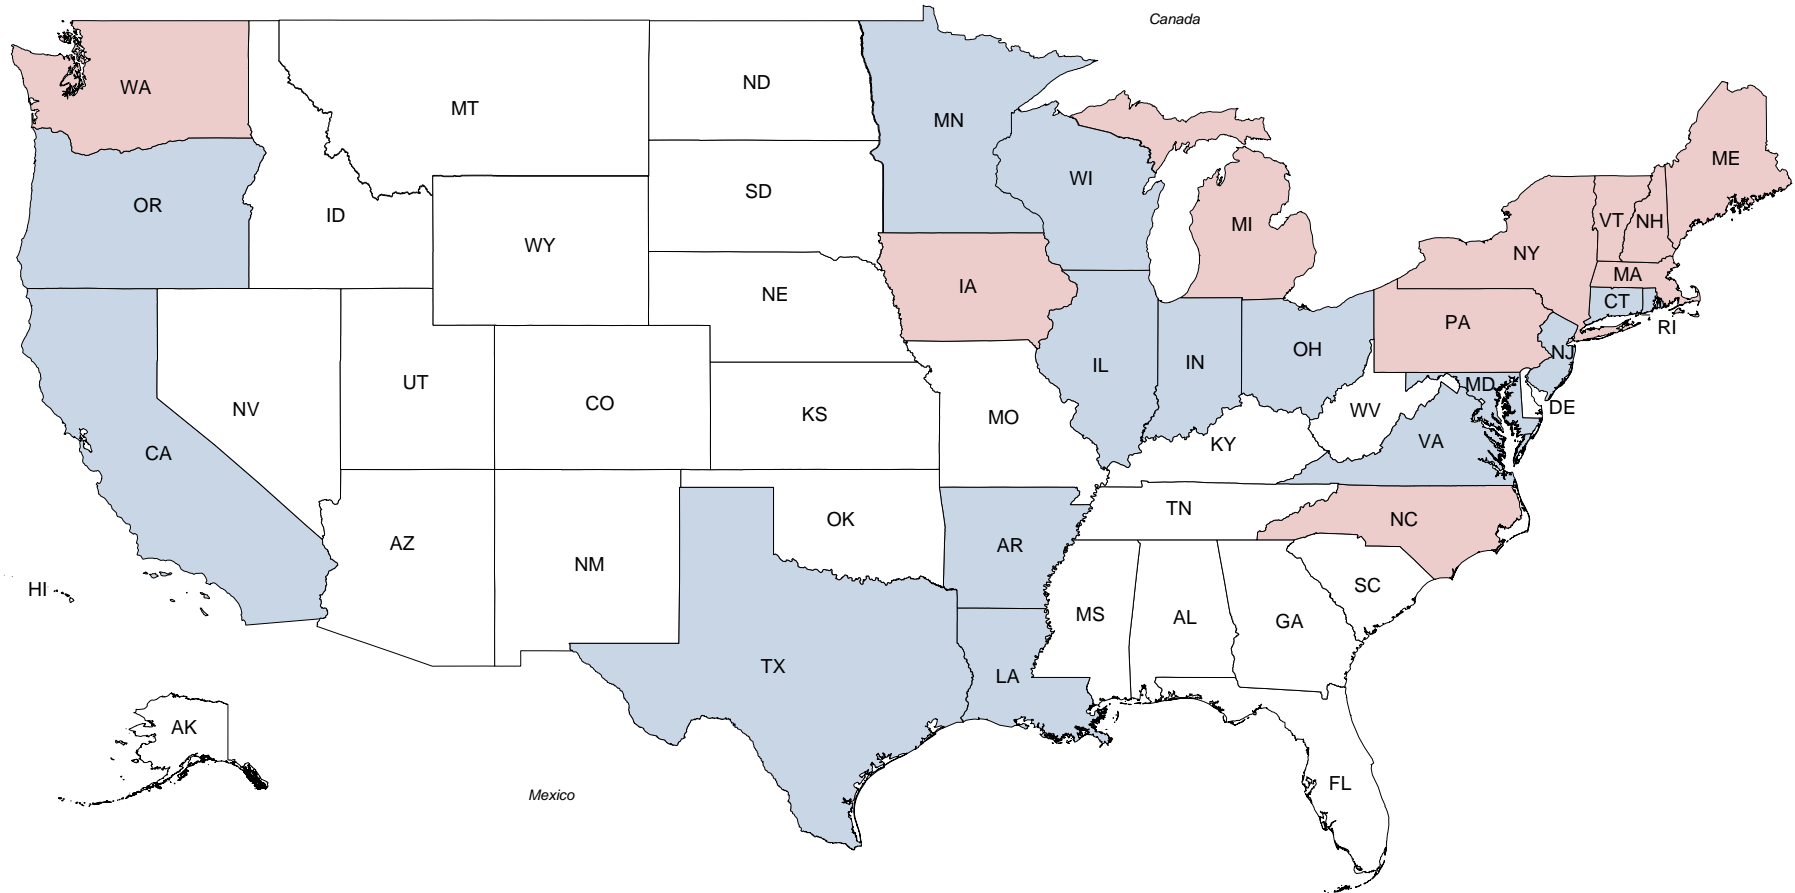 Canada
WA
MT
ND
MN
ME
OR
ID
WY
SD
WI
MI
VT
NH
NY
MA
IA
NE
CT
RI
PA
NJ
NV
UT
CO
KS
MO
IL
IN
OH
WV
MD
DE
CA
KY
VA
AZ
NM
OK
AR
TN
NC
HI
TX
LA
MS
AL
GA
SC
AK
FL
Mexico